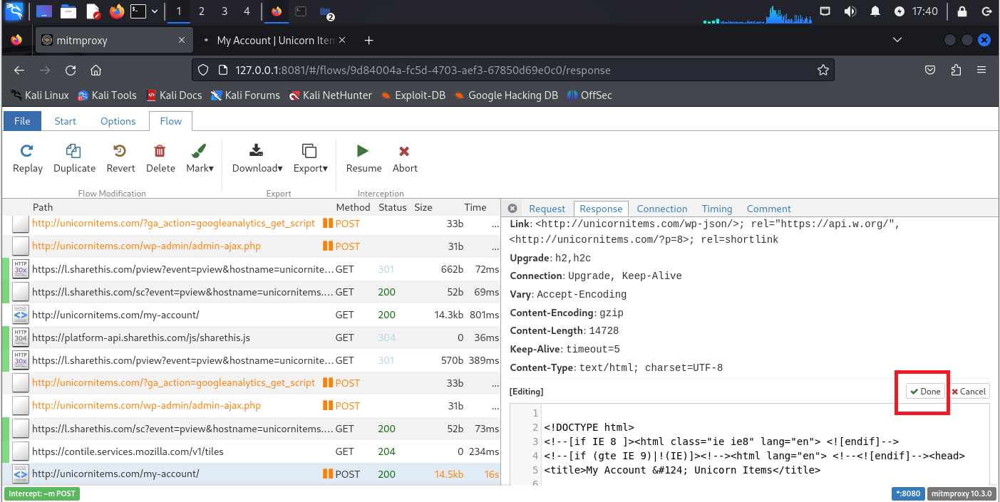 1 2 3 4 2 17:40
mitmproxy My Account | Unicorn Item
127.0.0.1:8081/#/flows/9d84004a-fc5d-4703-aef3-67850d69e0c0/response
Kali Linux Kali Tools Kali Docs Kali Forums Kali NetHunter Exploit-DB Google Hacking DB OffSec
File Start Options Flow
Replay Duplicate Revert Delete Mark▾ Download▾ Export▾ Resume Abort
Flow Modification Export Interception
Path Method Status Size Time
http://unicornitems.com/?ga_action=googleanalytics_get_script POST 33b ...
http://unicornitems.com/wp-admin/admin-ajax.php POST 31b ...
HTTP 30x https://l.sharethis.com/pview?event=pview&hostname=unicornite... GET 301 662b 72ms
https://l.sharethis.com/sc?event=pview&hostname=unicornitems.... GET 200 52b 69ms
http://unicornitems.com/my-account/ GET 200 14.3kb 801ms
HTTP 304 https://platform-api.sharethis.com/js/sharethis.js GET 304 0 36ms
HTTP 30x https://l.sharethis.com/pview?event=pview&hostname=unicornite... GET 301 570b 389ms
http://unicornitems.com/?ga_action=googleanalytics_get_script POST 33b ...
http://unicornitems.com/wp-admin/admin-ajax.php POST 31b ...
https://l.sharethis.com/sc?event=pview&hostname=unicornitems.... GET 200 52b 73ms
https://contile.services.mozilla.com/v1/tiles GET 204 0 234ms
http://unicornitems.com/my-account/ POST 200 14.5kb 16s
Request Response Connection Timing Comment
Link: <http://unicornitems.com/wp-json/>; rel="https://api.w.org/",
<http://unicornitems.com/?p=8>; rel=shortlink
Upgrade: h2,h2c
Connection: Upgrade, Keep-Alive
Vary: Accept-Encoding
Content-Encoding: gzip
Content-Length: 14728
Keep-Alive: timeout=5
Content-Type: text/html; charset=UTF-8
[Editing] Done Cancel
1
2 <!DOCTYPE html>
3 <!--[if IE 8 ]><html class="ie ie8" lang="en"> <![endif]-->
4 <!--[if (gte IE 9)|!(IE)]><!--><html lang="en"> <!--<![endif]--><head>
5 <title>My Account &#124; Unicorn Items</title>
6
Intercept: ~m POST *:8080 mitmproxy 10.3.0